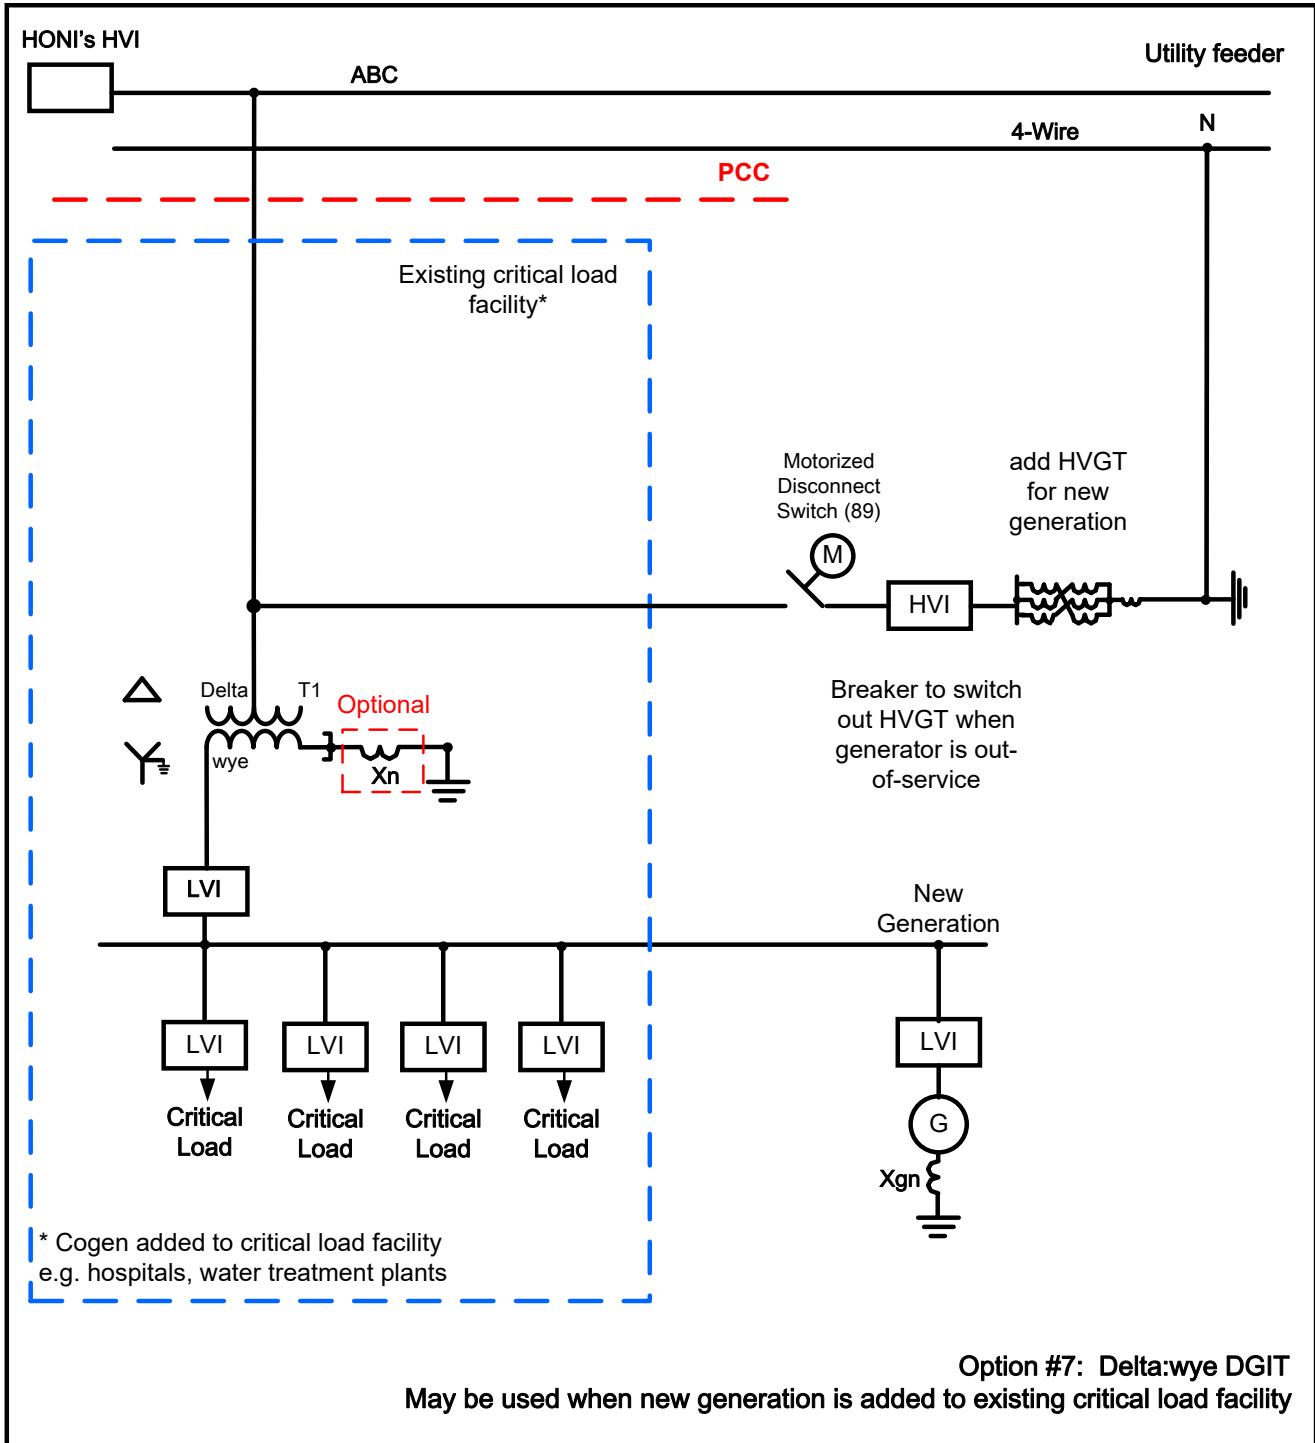 HONI's HVI
Utility feeder
ABC
4-Wire
N
PCC
Existing critical load
facility*
Motorized
Disconnect
Switch (89)
M
add HVGT
for new
generation
HVI
Delta
T1
Optional
wye
Xn
Breaker to switch
out HVGT when
generator is out-
of-service
LVI
New
Generation
LVI
LVI
LVI
LVI
LVI
Critical
Load
Critical
Load
Critical
Load
Critical
Load
G
Xgn
* Cogen added to critical load facility
e.g. hospitals, water treatment plants
Option #7:  Delta:wye DGIT
May be used when new generation is added to existing critical load facility